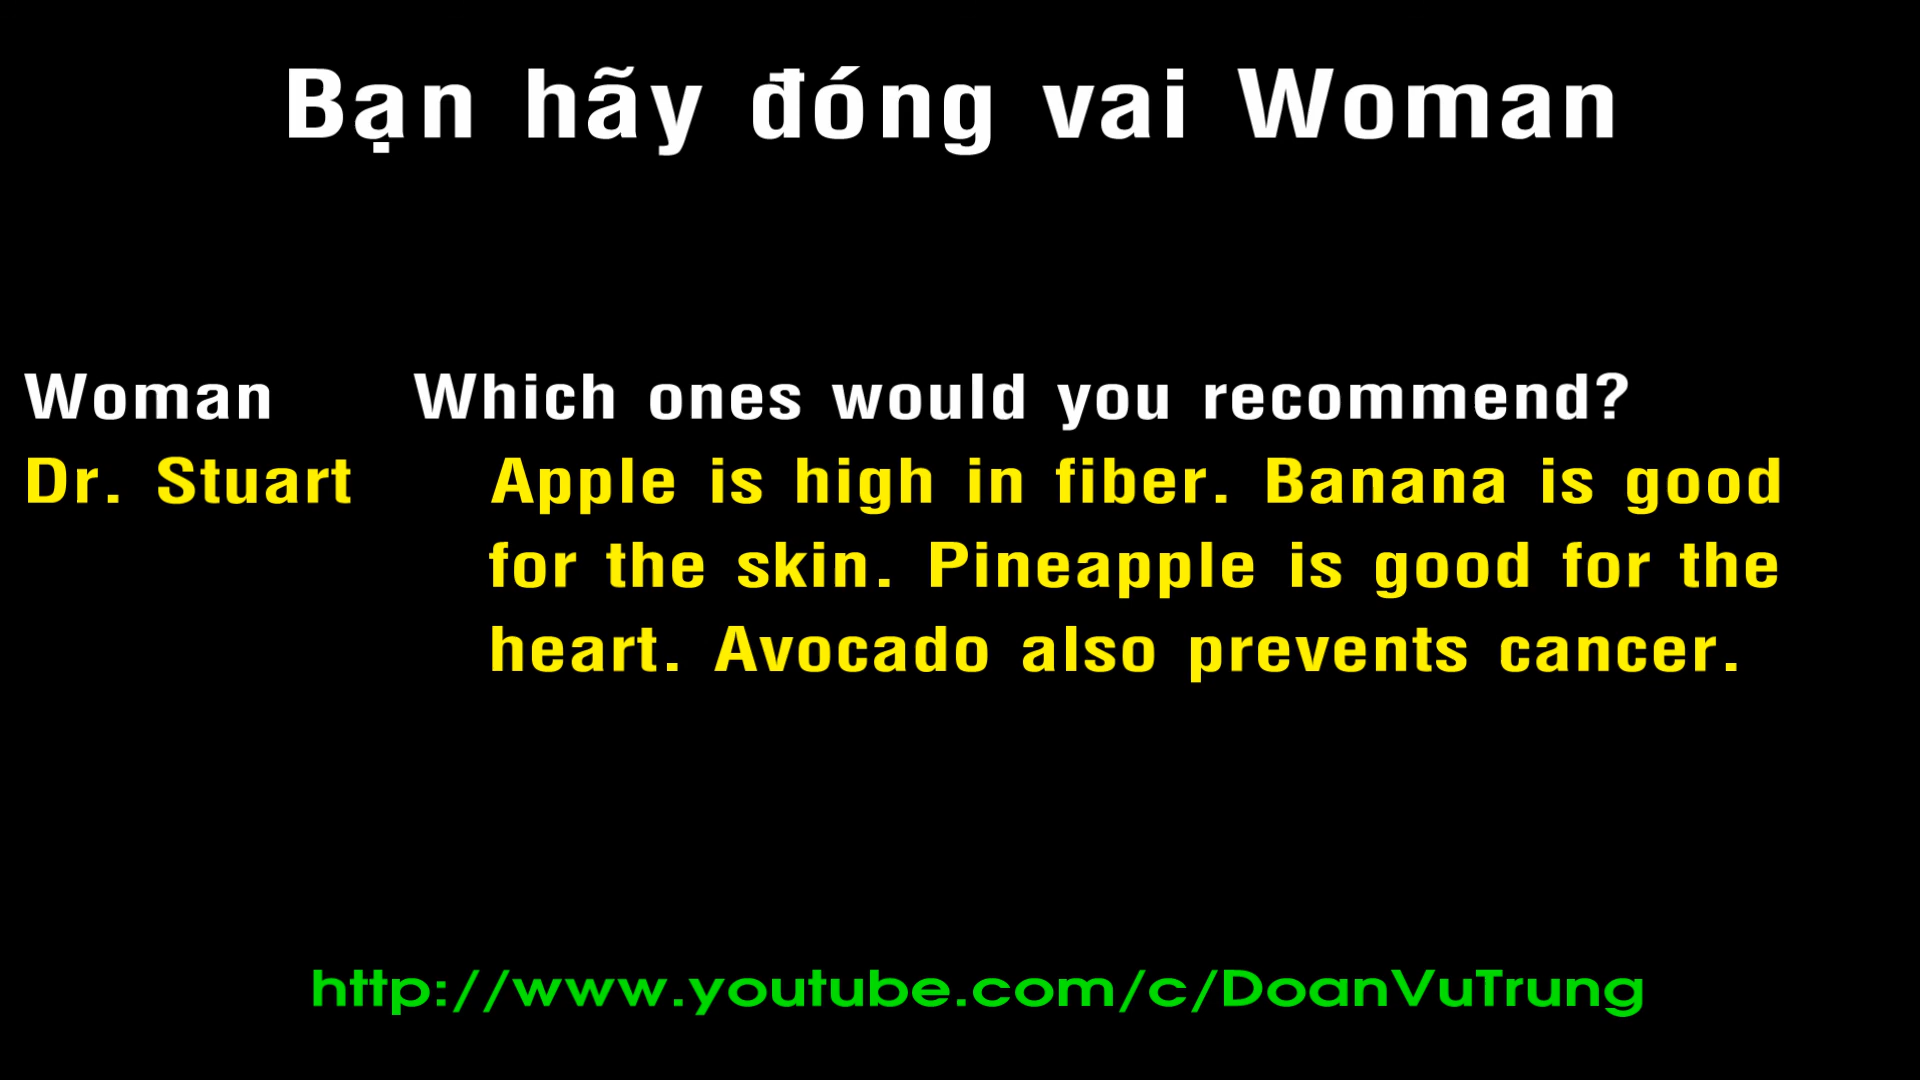 Bạn hãy đóng vai Woman
Woman Which ones would you recommend?
Dr. Stuart Apple is high in fiber. Banana is good
for the skin. Pineapple is good for the
heart. Avocado also prevents cancer.
http://www.youtube.com/c/DoanVuTrung